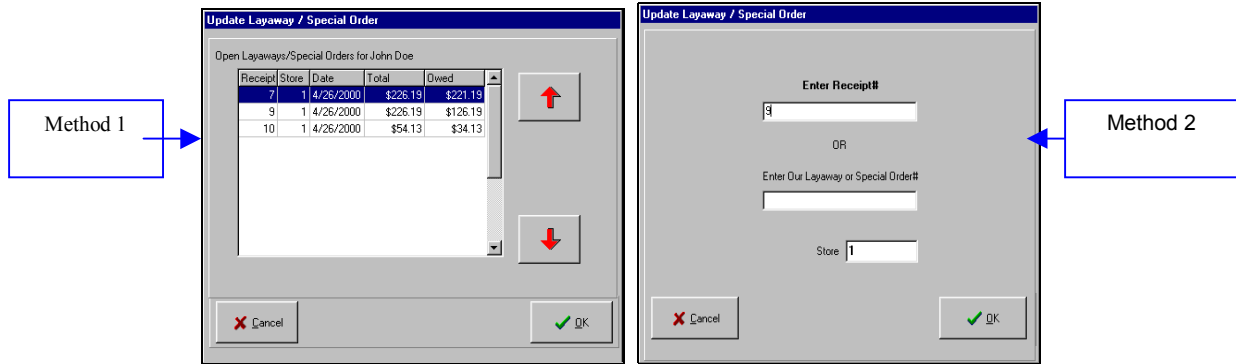 Method 1
Update Layaway / Special Order
Open Layaways/Special Orders for John Doe
Receipt Store Date Total Owed
7 1 4/26/2000 $226.19 $221.19
9 1 4/26/2000 $226.19 $126.19
10 1 4/26/2000 $54.13 $34.13
Cancel OK
Update Layaway / Special Order
Enter Receipt#
9
OR
Enter Our Layaway or Special Order#
Store 1
Cancel OK
Method 2